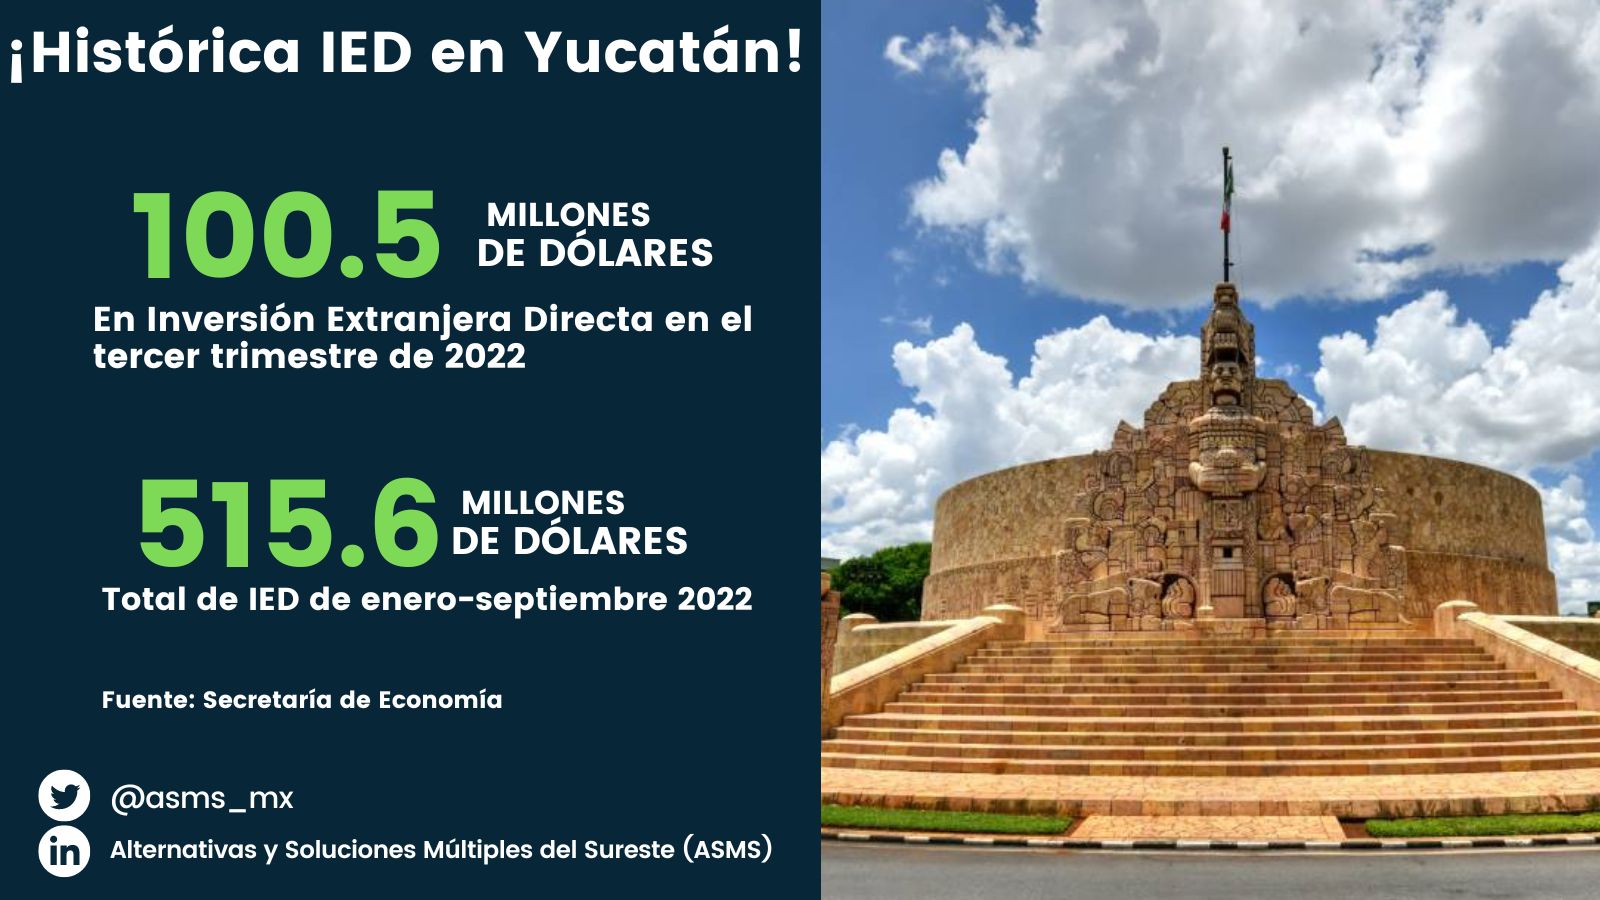 ¡Histórica IED en Yucatán!
100.5 MILLONES
DE DÓLARES
En Inversión Extranjera Directa en el
tercer trimestre de 2022
515.6 MILLONES
DE DÓLARES
Total de IED de enero-septiembre 2022
Fuente: Secretaría de Economía
@asms_mx
in Alternativas y Soluciones Múltiples del Sureste (ASMS)